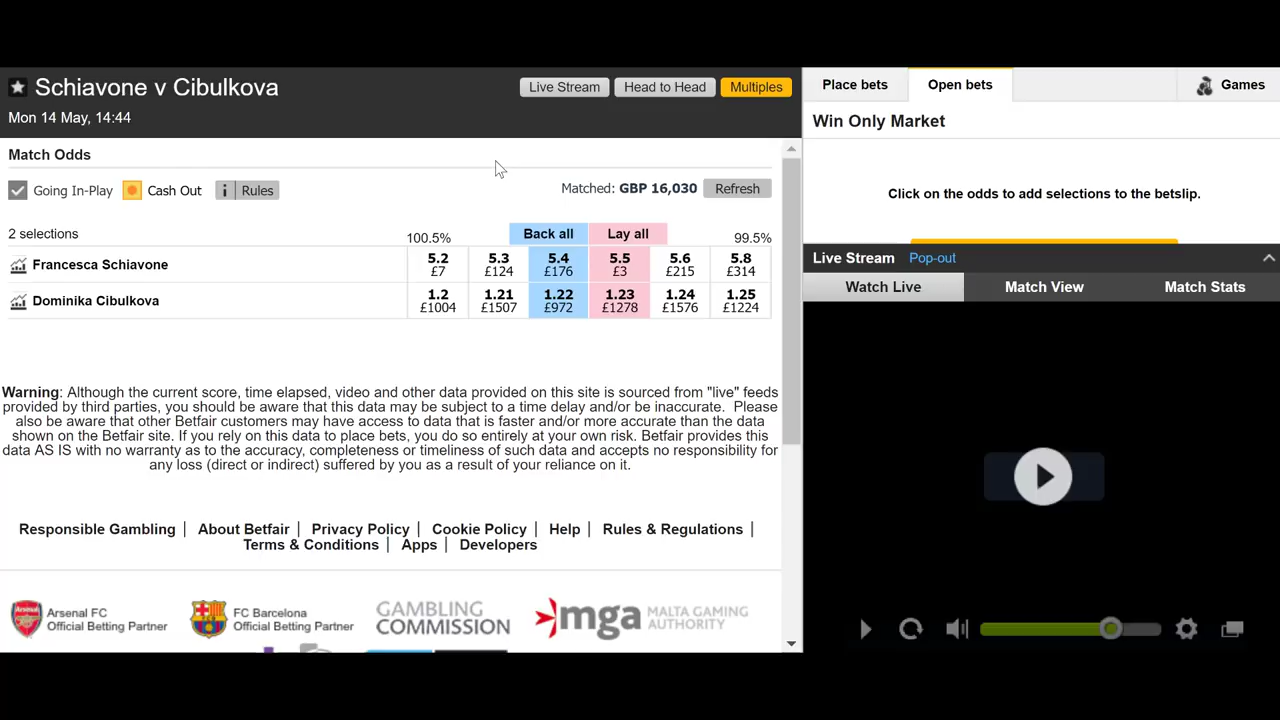 Schiavone v Cibulkova
Live Stream
Head to Head
Multiples
Mon 14 May, 14:44
Match Odds
Going In-Play
Cash Out
i
Rules
Matched: GBP 16,030
Refresh
2 selections
100.5%
Back all
Lay all
99.5%
Francesca Schiavone
5.2 5.3 5.4 5.5 5.6 5.8
£7 £124 £176 £3 £215 £314
Dominika Cibulkova
1.2 1.21 1.22 1.23 1.24 1.25
£1004 £1507 £972 £1278 £1576 £1224
Warning: Although the current score, time elapsed, video and other data provided on this site is sourced from "live" feeds
provided by third parties, you should be aware that this data may be subject to a time delay and/or be inaccurate. Please
also be aware that other Betfair customers may have access to data that is faster and/or more accurate than the data
shown on the Betfair site. If you rely on this data to place bets, you do so entirely at your own risk. Betfair provides this
data AS IS with no warranty as to the accuracy, completeness or timeliness of such data and accepts no responsibility for
any loss (direct or indirect) suffered by you as a result of your reliance on it.
Responsible Gambling | About Betfair | Privacy Policy | Cookie Policy | Help | Rules & Regulations |
Terms & Conditions | Apps | Developers
Arsenal FC
Official Betting Partner
FC Barcelona
Official Betting Partner
GAMBLING
COMMISSION
mga
MALTA GAMING
AUTHORITY
Place bets
Open bets
Games
Win Only Market
Click on the odds to add selections to the betslip.
Live Stream
Pop-out
Watch Live
Match View
Match Stats